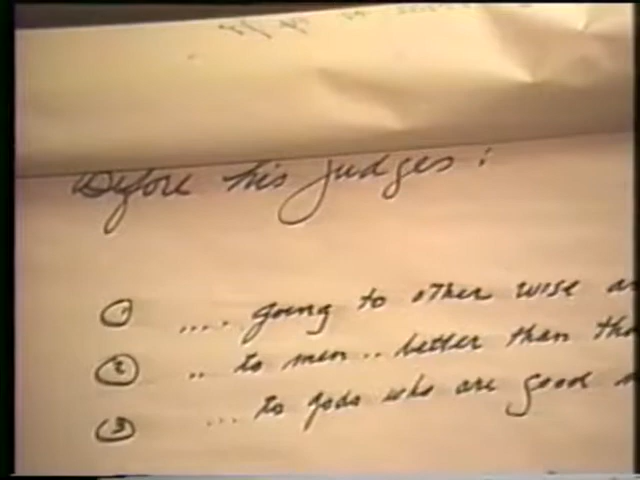 Before his judges:
① .... going to other wise
② .. to men .. better than
③ ... to gods who are good